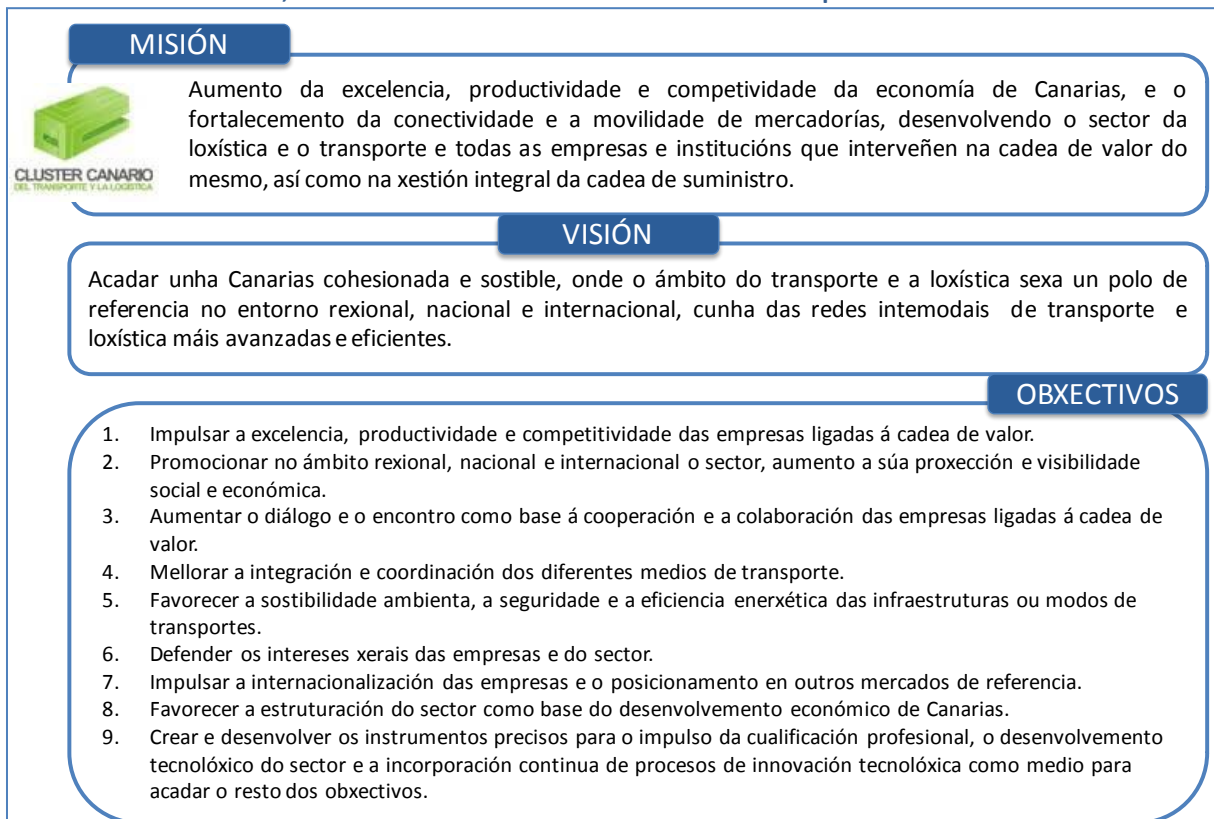 MISIÓN
Aumento da excelencia, productividade e competividade da economía de Canarias, e o
fortalecemento da conectividade e a movilidade de mercadorías, desenvolvendo o sector da
loxística e o transporte e todas as empresas e institucións que interveñen na cadea de valor do
mesmo, así como na xestión integral da cadea de suministro.
CLUSTER CANARIO
DEL TRANSPORTE Y LA LOGÍSTICA
VISIÓN
Acadar unha Canarias cohesionada e sostible, onde o ámbito do transporte e a loxística sexa un polo de
referencia no entorno rexional, nacional e internacional, cunha das redes intemodais de transporte e
loxística máis avanzadas e eficientes.
OBXECTIVOS
1. Impulsar a excelencia, productividade e competitividade das empresas ligadas á cadea de valor.
2. Promocionar no ámbito rexional, nacional e internacional o sector, aumento a súa proxección e visibilidade
social e económica.
3. Aumentar o diálogo e o encontro como base á cooperación e a colaboración das empresas ligadas á cadea de
valor.
4. Mellorar a integración e coordinación dos diferentes medios de transporte.
5. Favorecer a sostibilidade ambienta, a seguridade e a eficiencia enerxética das infraestruturas ou modos de
transportes.
6. Defender os intereses xerais das empresas e do sector.
7. Impulsar a internacionalización das empresas e o posicionamento en outros mercados de referencia.
8. Favorecer a estruturación do sector como base do desenvolvemento económico de Canarias.
9. Crear e desenvolver os instrumentos precisos para o impulso da cualificación profesional, o desenvolvemento
tecnolóxico do sector e a incorporación continua de procesos de innovación tecnolóxica como medio para
acadar o resto dos obxectivos.